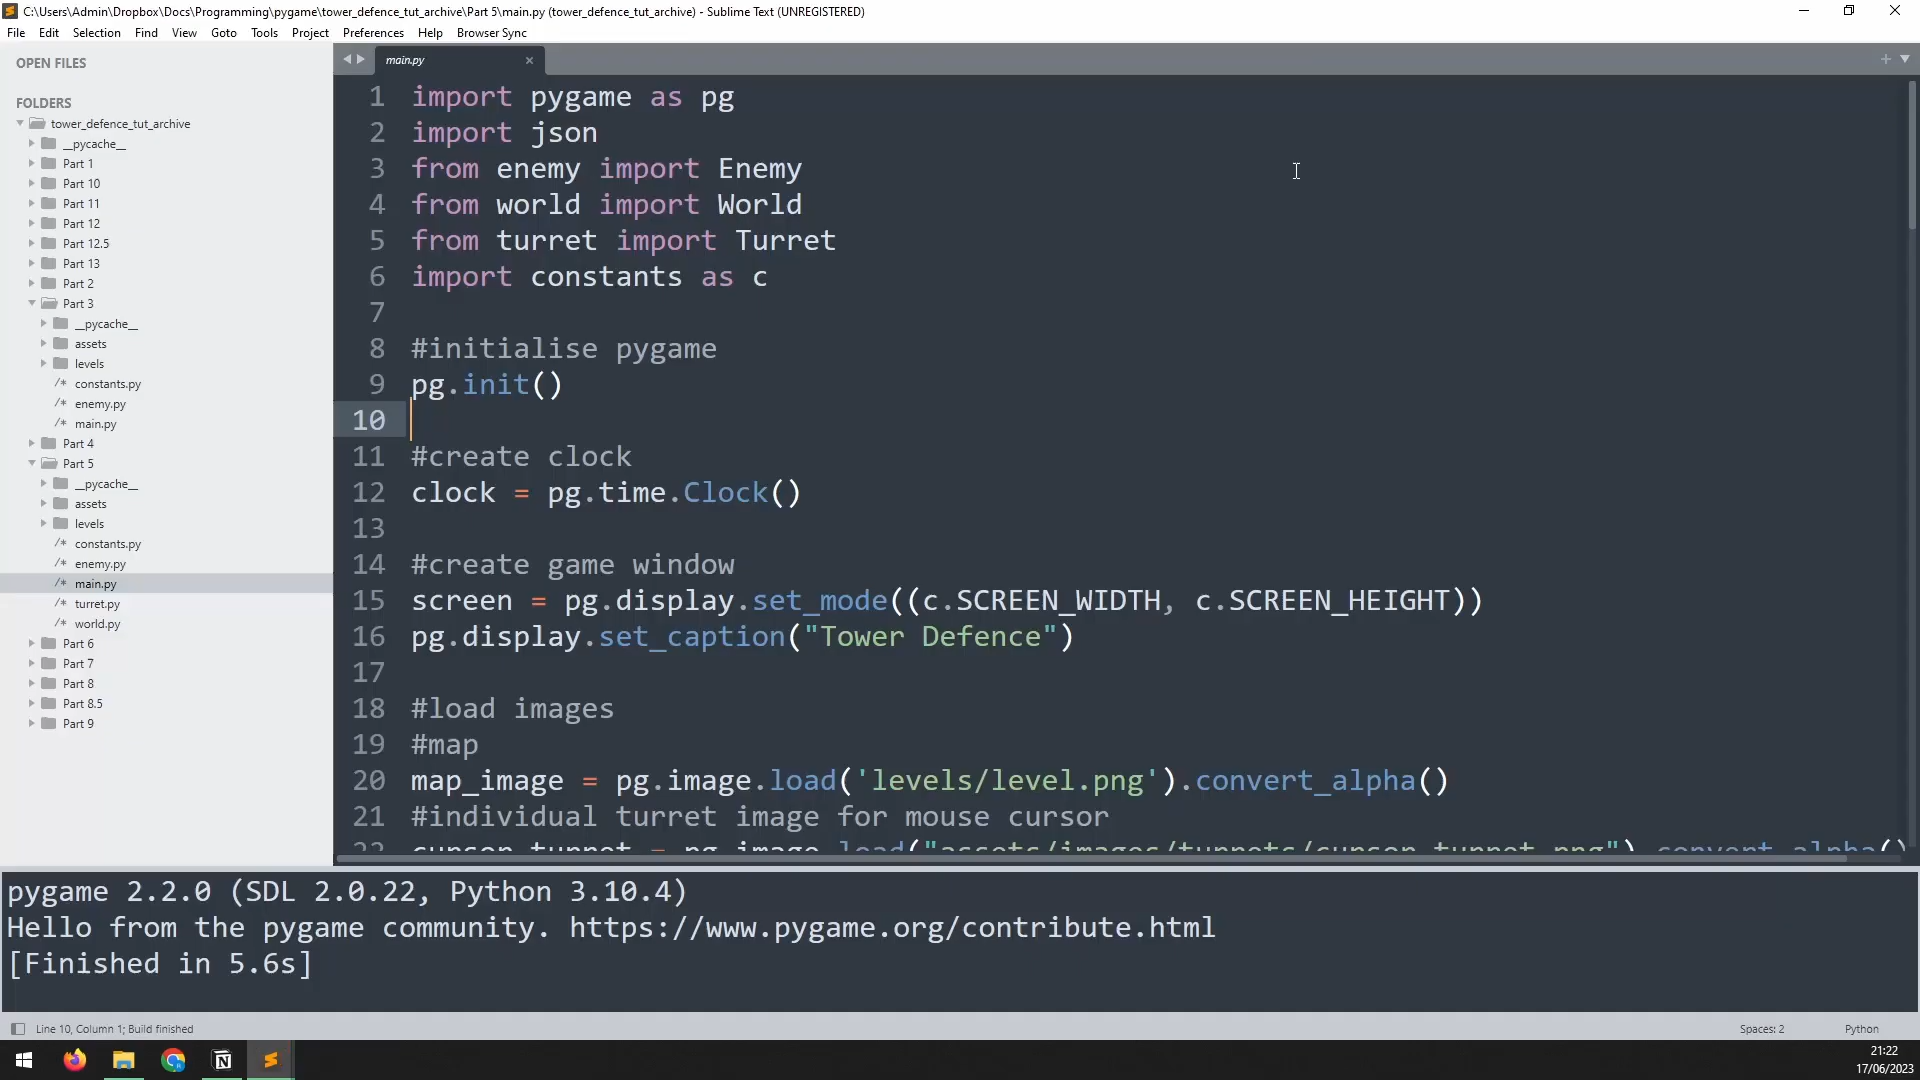 C:\Users\Admin\Dropbox\Docs\Programming\pygame\tower_defence_tut_archive\Part 5\main.py (tower_defence_tut_archive) - Sublime Text (UNREGISTERED)
File Edit Selection Find View Goto Tools Project Preferences Help Browser Sync
OPEN FILES
FOLDERS
tower_defence_tut_archive
__pycache__
Part 1
Part 10
Part 11
Part 12
Part 12.5
Part 13
Part 2
Part 3
__pycache__
assets
levels
/* constants.py
/* enemy.py
/* main.py
Part 4
Part 5
__pycache__
assets
levels
/* constants.py
/* enemy.py
/* main.py
/* turret.py
/* world.py
Part 6
Part 7
Part 8
Part 8.5
Part 9
main.py
1 import pygame as pg
2 import json
3 from enemy import Enemy
4 from world import World
5 from turret import Turret
6 import constants as c
7
8 #initialise pygame
9 pg.init()
10
11 #create clock
12 clock = pg.time.Clock()
13
14 #create game window
15 screen = pg.display.set_mode((c.SCREEN_WIDTH, c.SCREEN_HEIGHT))
16 pg.display.set_caption("Tower Defence")
17
18 #load images
19 #map
20 map_image = pg.image.load('levels/level.png').convert_alpha()
21 #individual turret image for mouse cursor
22 cursor_turret = pg.image.load("assets/images/turrets/cursor_turret.png").convert_alpha()
pygame 2.2.0 (SDL 2.0.22, Python 3.10.4)
Hello from the pygame community. https://www.pygame.org/contribute.html
[Finished in 5.6s]
Line 10, Column 1; Build finished
Spaces: 2
Python
21:22
17/06/2023